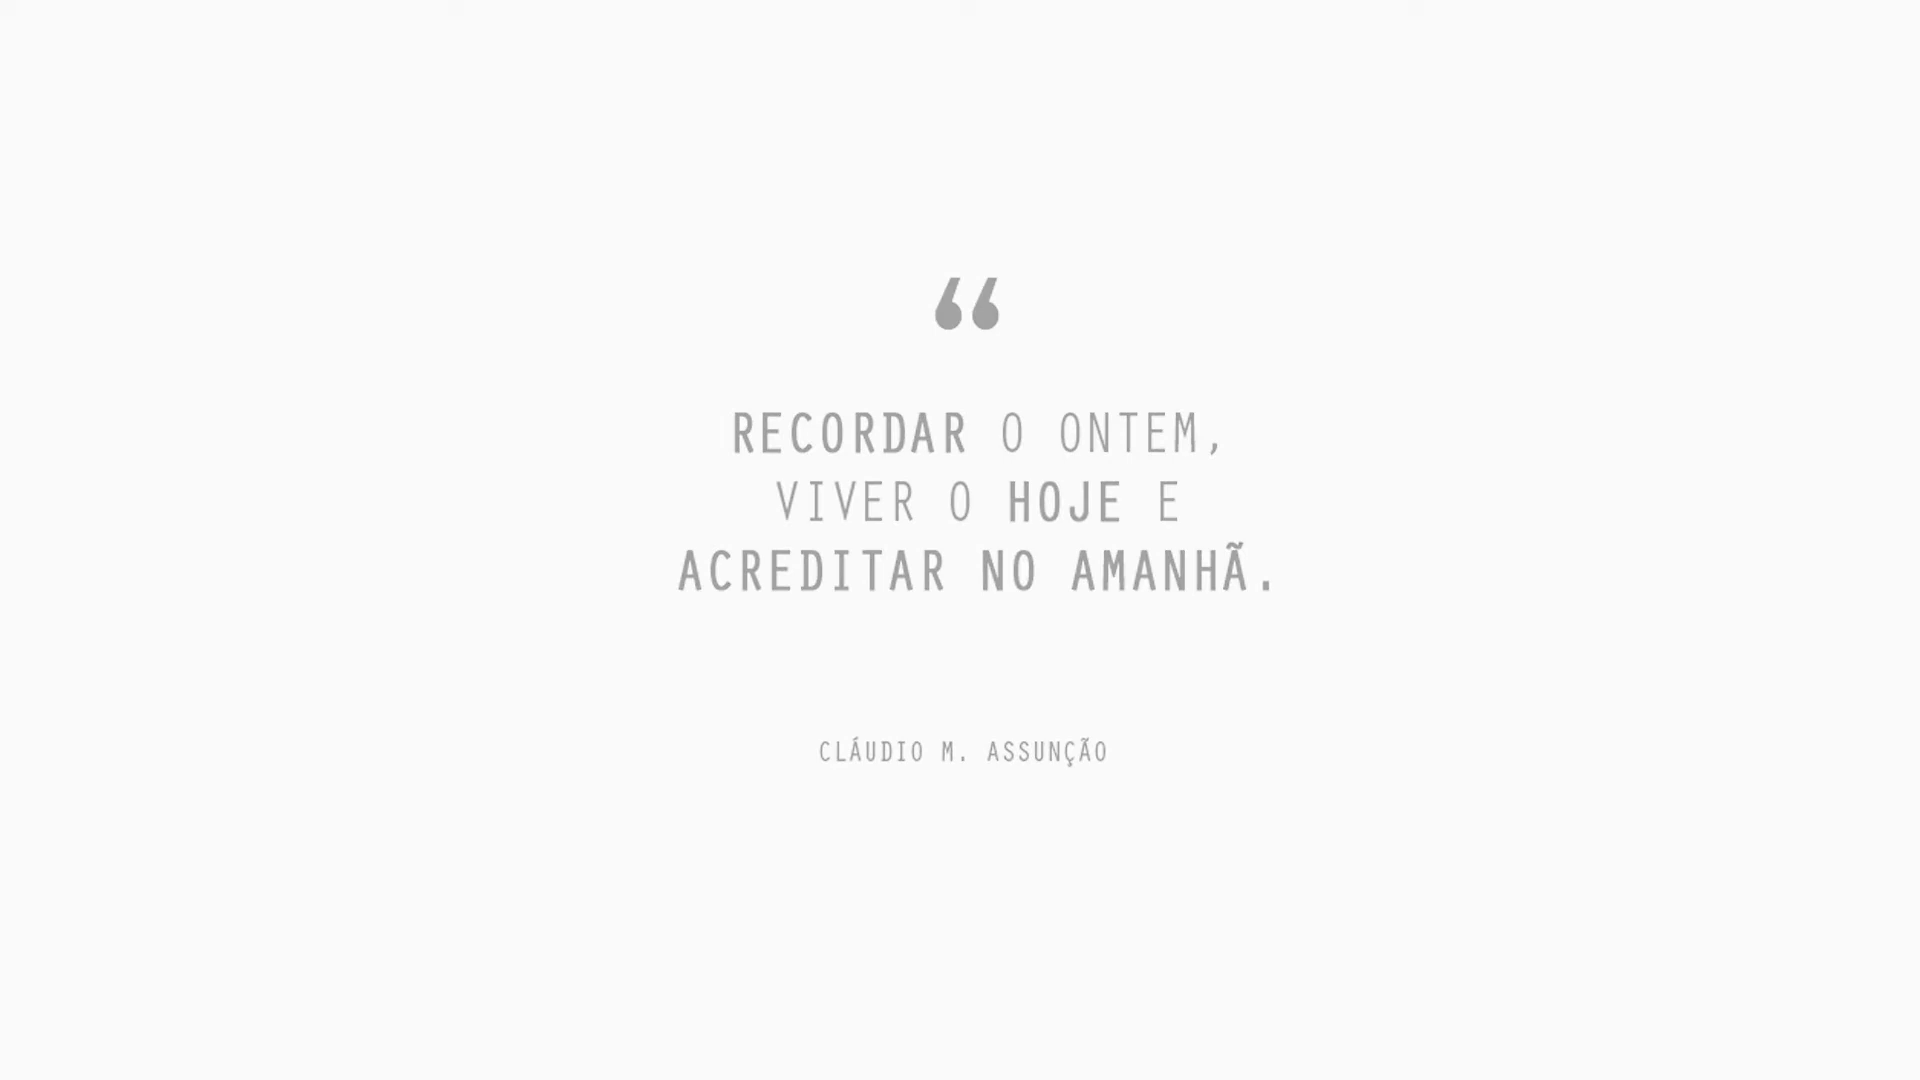 “
RECORDAR O ONTEM,
VIVER O HOJE E
ACREDITAR NO AMANHÃ.
CLÁUDIO M. ASSUNÇÃO